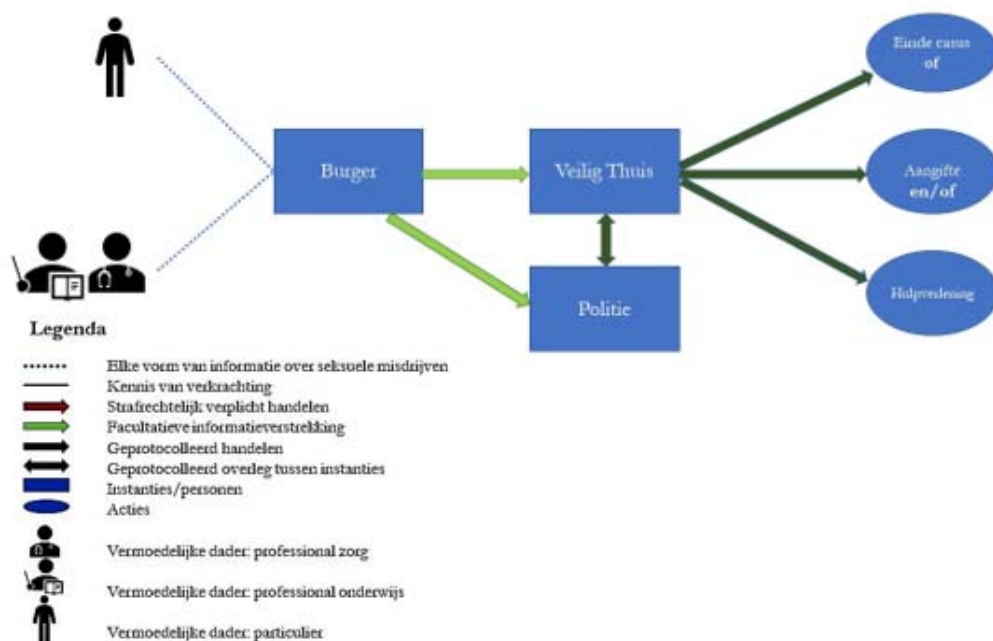 Einde casus
of
Burger
Veilig Thuis
Aangifte
en/of
Politie
Hulpverlening
Legenda
Elke vorm van informatie over seksuele misdrijven
Kennis van verkrachting
Strafrechtelijk verplicht handelen
Facultatieve informatieverstrekking
Geprotocolleerd handelen
Geprotocolleerd overleg tussen instanties
Instanties/personen
Acties
Vermoedelijke dader: professional zorg
Vermoedelijke dader: professional onderwijs
Vermoedelijke dader: particulier